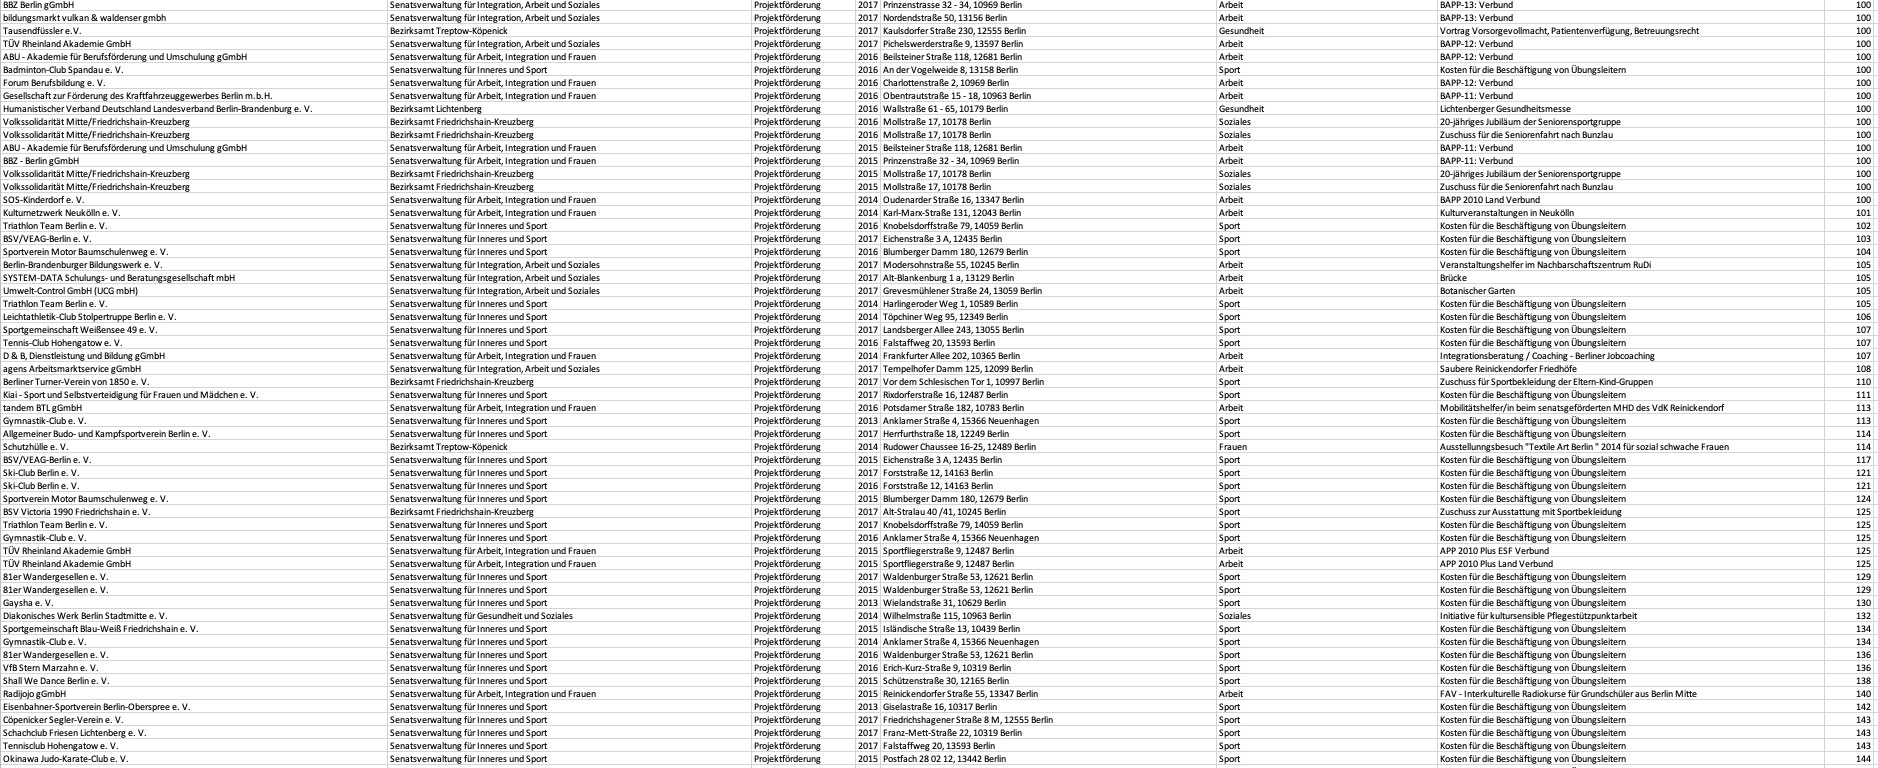 BBZ Berlin gGmbH Senatsverwaltung für Integration, Arbeit und Soziales Projektförderung 2017 Prinzenstrasse 32 - 34, 10969 Berlin Arbeit BAPP-13: Verbund 100
bildungsmarkt vulkan & waldenser gmbh Senatsverwaltung für Integration, Arbeit und Soziales Projektförderung 2017 Nordendstraße 50, 13156 Berlin Arbeit BAPP-13: Verbund 100
Tausendfüssler e.V. Bezirksamt Treptow-Köpenick Projektförderung 2017 Kaulsdorfer Straße 230, 12555 Berlin Gesundheit Vortrag Vorsorgevollmacht, Patientenverfügung, Betreuungsrecht 100
TÜV Rheinland Akademie GmbH Senatsverwaltung für Integration, Arbeit und Soziales Projektförderung 2017 Pichelswerderstraße 9, 13597 Berlin Arbeit BAPP-12: Verbund 100
ABU - Akademie für Berufsförderung und Umschulung gGmbH Senatsverwaltung für Arbeit, Integration und Frauen Projektförderung 2016 Beilsteiner Straße 118, 12681 Berlin Arbeit BAPP-12: Verbund 100
Badminton-Club Spandau e. V. Senatsverwaltung für Inneres und Sport Projektförderung 2016 An der Vogelweide 8, 13158 Berlin Sport Kosten für die Beschäftigung von Übungsleitern 100
Forum Berufsbildung e. V. Senatsverwaltung für Arbeit, Integration und Frauen Projektförderung 2016 Charlottenstraße 2, 10969 Berlin Arbeit BAPP-12: Verbund 100
Gesellschaft zur Förderung des Kraftfahrzeuggewerbes Berlin m.b.H. Senatsverwaltung für Arbeit, Integration und Frauen Projektförderung 2016 Obentrautstraße 15 - 18, 10963 Berlin Arbeit BAPP-11: Verbund 100
Humanistischer Verband Deutschland Landesverband Berlin-Brandenburg e. V. Bezirksamt Lichtenberg Projektförderung 2016 Wallstraße 61 - 65, 10179 Berlin Gesundheit Lichtenberger Gesundheitsmesse 100
Volkssolidarität Mitte/Friedrichshain-Kreuzberg Bezirksamt Friedrichshain-Kreuzberg Projektförderung 2016 Mollstraße 17, 10178 Berlin Soziales 20-jähriges Jubiläum der Seniorensportgruppe 100
Volkssolidarität Mitte/Friedrichshain-Kreuzberg Bezirksamt Friedrichshain-Kreuzberg Projektförderung 2016 Mollstraße 17, 10178 Berlin Soziales Zuschuss für die Seniorenfahrt nach Bunzlau 100
ABU - Akademie für Berufsförderung und Umschulung gGmbH Senatsverwaltung für Arbeit, Integration und Frauen Projektförderung 2015 Beilsteiner Straße 118, 12681 Berlin Arbeit BAPP-11: Verbund 100
BBZ - Berlin gGmbH Senatsverwaltung für Arbeit, Integration und Frauen Projektförderung 2015 Prinzenstraße 32 - 34, 10969 Berlin Arbeit BAPP-11: Verbund 100
Volkssolidarität Mitte/Friedrichshain-Kreuzberg Bezirksamt Friedrichshain-Kreuzberg Projektförderung 2015 Mollstraße 17, 10178 Berlin Soziales 20-jähriges Jubiläum der Seniorensportgruppe 100
Volkssolidarität Mitte/Friedrichshain-Kreuzberg Bezirksamt Friedrichshain-Kreuzberg Projektförderung 2015 Mollstraße 17, 10178 Berlin Soziales Zuschuss für die Seniorenfahrt nach Bunzlau 100
SOS-Kinderdorf e. V. Senatsverwaltung für Arbeit, Integration und Frauen Projektförderung 2014 Oudenarder Straße 16, 13347 Berlin Arbeit BAPP 2010 Land Verbund 100
Kulturnetzwerk Neukölln e. V. Senatsverwaltung für Arbeit, Integration und Frauen Projektförderung 2014 Karl-Marx-Straße 131, 12043 Berlin Arbeit Kulturveranstaltungen in Neukölln 101
Triathlon Team Berlin e. V. Senatsverwaltung für Inneres und Sport Projektförderung 2016 Knobelsdorffstraße 79, 14059 Berlin Sport Kosten für die Beschäftigung von Übungsleitern 102
BSV/VEAG-Berlin e. V. Senatsverwaltung für Inneres und Sport Projektförderung 2017 Eichenstraße 3 A, 12435 Berlin Sport Kosten für die Beschäftigung von Übungsleitern 103
Sportverein Motor Baumschulenweg e. V. Senatsverwaltung für Inneres und Sport Projektförderung 2016 Blumberger Damm 180, 12679 Berlin Sport Kosten für die Beschäftigung von Übungsleitern 104
Berlin-Brandenburger Bildungswerk e. V. Senatsverwaltung für Integration, Arbeit und Soziales Projektförderung 2017 Modersohnstraße 55, 10245 Berlin Arbeit Veranstaltungshelfer im Nachbarschaftszentrum RuDi 105
SYSTEM-DATA Schulungs- und Beratungsgesellschaft mbH Senatsverwaltung für Integration, Arbeit und Soziales Projektförderung 2017 Alt-Blankenburg 1 a, 13129 Berlin Arbeit Brücke 105
Umwelt-Control GmbH (UCG mbH) Senatsverwaltung für Integration, Arbeit und Soziales Projektförderung 2017 Grevesmühlener Straße 24, 13059 Berlin Arbeit Botanischer Garten 105
Triathlon Team Berlin e. V. Senatsverwaltung für Inneres und Sport Projektförderung 2014 Harlingeroder Weg 1, 10589 Berlin Sport Kosten für die Beschäftigung von Übungsleitern 105
Leichtathletik-Club Stolpertruppe Berlin e. V. Senatsverwaltung für Inneres und Sport Projektförderung 2014 Töpchiner Weg 95, 12349 Berlin Sport Kosten für die Beschäftigung von Übungsleitern 106
Sportgemeinschaft Weißensee 49 e. V. Senatsverwaltung für Inneres und Sport Projektförderung 2017 Landsberger Allee 243, 13055 Berlin Sport Kosten für die Beschäftigung von Übungsleitern 107
Tennis-Club Hohengatow e. V. Senatsverwaltung für Inneres und Sport Projektförderung 2016 Falstaffweg 20, 13593 Berlin Sport Kosten für die Beschäftigung von Übungsleitern 107
D & B, Dienstleistung und Bildung gGmbH Senatsverwaltung für Arbeit, Integration und Frauen Projektförderung 2014 Frankfurter Allee 202, 10365 Berlin Arbeit Integrationsberatung / Coaching - Berliner Jobcoaching 107
agens Arbeitsmarktservice gGmbH Senatsverwaltung für Integration, Arbeit und Soziales Projektförderung 2017 Tempelhofer Damm 125, 12099 Berlin Arbeit Saubere Reinickendorfer Friedhöfe 108
Berliner Turner-Verein von 1850 e. V. Bezirksamt Friedrichshain-Kreuzberg Projektförderung 2017 Vor dem Schlesischen Tor 1, 10997 Berlin Sport Zuschuss für Sportbekleidung der Eltern-Kind-Gruppen 110
Kiai - Sport und Selbstverteidigung für Frauen und Mädchen e. V. Senatsverwaltung für Inneres und Sport Projektförderung 2017 Rixdorferstraße 16, 12487 Berlin Sport Kosten für die Beschäftigung von Übungsleitern 111
tandem BTL gGmbH Senatsverwaltung für Arbeit, Integration und Frauen Projektförderung 2016 Potsdamer Straße 182, 10783 Berlin Arbeit Mobilitätshelfer/in beim senatsgeförderten MHD des VdK Reinickendorf 113
Gymnastik-Club e. V. Senatsverwaltung für Inneres und Sport Projektförderung 2013 Anklamer Straße 4, 15366 Neuenhagen Sport Kosten für die Beschäftigung von Übungsleitern 113
Allgemeiner Budo- und Kampfsportverein Berlin e. V. Senatsverwaltung für Inneres und Sport Projektförderung 2017 Herrfurthstraße 18, 12249 Berlin Sport Kosten für die Beschäftigung von Übungsleitern 114
Schutzhülle e. V. Bezirksamt Treptow-Köpenick Projektförderung 2014 Rudower Chaussee 16-25, 12489 Berlin Frauen Ausstellunngsbesuch "Textile Art Berlin " 2014 für sozial schwache Frauen 114
BSV/VEAG-Berlin e. V. Senatsverwaltung für Inneres und Sport Projektförderung 2015 Eichenstraße 3 A, 12435 Berlin Sport Kosten für die Beschäftigung von Übungsleitern 117
Ski-Club Berlin e. V. Senatsverwaltung für Inneres und Sport Projektförderung 2017 Forststraße 12, 14163 Berlin Sport Kosten für die Beschäftigung von Übungsleitern 121
Ski-Club Berlin e. V. Senatsverwaltung für Inneres und Sport Projektförderung 2016 Forststraße 12, 14163 Berlin Sport Kosten für die Beschäftigung von Übungsleitern 121
Sportverein Motor Baumschulenweg e. V. Senatsverwaltung für Inneres und Sport Projektförderung 2015 Blumberger Damm 180, 12679 Berlin Sport Kosten für die Beschäftigung von Übungsleitern 124
BSV Victoria 1990 Friedrichshain e. V. Bezirksamt Friedrichshain-Kreuzberg Projektförderung 2017 Alt-Stralau 40 /41, 10245 Berlin Sport Zuschuss zur Ausstattung mit Sportbekleidung 125
Triathlon Team Berlin e. V. Senatsverwaltung für Inneres und Sport Projektförderung 2017 Knobelsdorffstraße 79, 14059 Berlin Sport Kosten für die Beschäftigung von Übungsleitern 125
Gymnastik-Club e. V. Senatsverwaltung für Inneres und Sport Projektförderung 2016 Anklamer Straße 4, 15366 Neuenhagen Sport Kosten für die Beschäftigung von Übungsleitern 125
TÜV Rheinland Akademie GmbH Senatsverwaltung für Arbeit, Integration und Frauen Projektförderung 2015 Sportfliegerstraße 9, 12487 Berlin Arbeit APP 2010 Plus ESF Verbund 125
TÜV Rheinland Akademie GmbH Senatsverwaltung für Arbeit, Integration und Frauen Projektförderung 2015 Sportfliegerstraße 9, 12487 Berlin Arbeit APP 2010 Plus Land Verbund 125
81er Wandergesellen e. V. Senatsverwaltung für Inneres und Sport Projektförderung 2017 Waldenburger Straße 53, 12621 Berlin Sport Kosten für die Beschäftigung von Übungsleitern 129
81er Wandergesellen e. V. Senatsverwaltung für Inneres und Sport Projektförderung 2015 Waldenburger Straße 53, 12621 Berlin Sport Kosten für die Beschäftigung von Übungsleitern 129
Gaysha e. V. Senatsverwaltung für Inneres und Sport Projektförderung 2013 Wielandstraße 31, 10629 Berlin Sport Kosten für die Beschäftigung von Übungsleitern 130
Diakonisches Werk Berlin Stadtmitte e. V. Senatsverwaltung für Gesundheit und Soziales Projektförderung 2014 Wilhelmstraße 115, 10963 Berlin Soziales Initiative für kultursensible Pflegestützpunktarbeit 132
Sportgemeinschaft Blau-Weiß Friedrichshain e. V. Senatsverwaltung für Inneres und Sport Projektförderung 2015 Isländische Straße 13, 10439 Berlin Sport Kosten für die Beschäftigung von Übungsleitern 134
Gymnastik-Club e. V. Senatsverwaltung für Inneres und Sport Projektförderung 2014 Anklamer Straße 4, 15366 Neuenhagen Sport Kosten für die Beschäftigung von Übungsleitern 134
81er Wandergesellen e. V. Senatsverwaltung für Inneres und Sport Projektförderung 2016 Waldenburger Straße 53, 12621 Berlin Sport Kosten für die Beschäftigung von Übungsleitern 136
VfB Stern Marzahn e. V. Senatsverwaltung für Inneres und Sport Projektförderung 2016 Erich-Kurz-Straße 9, 10319 Berlin Sport Kosten für die Beschäftigung von Übungsleitern 136
Shall We Dance Berlin e. V. Senatsverwaltung für Inneres und Sport Projektförderung 2015 Schützenstraße 30, 12165 Berlin Sport Kosten für die Beschäftigung von Übungsleitern 138
Radijojo gGmbH Senatsverwaltung für Arbeit, Integration und Frauen Projektförderung 2015 Reinickendorfer Straße 55, 13347 Berlin Arbeit FAV - Interkulturelle Radiokurse für Grundschüler aus Berlin Mitte 140
Eisenbahner-Sportverein Berlin-Oberspree e. V. Senatsverwaltung für Inneres und Sport Projektförderung 2013 Giselastraße 16, 10317 Berlin Sport Kosten für die Beschäftigung von Übungsleitern 142
Cöpenicker Segler-Verein e. V. Senatsverwaltung für Inneres und Sport Projektförderung 2017 Friedrichshagener Straße 8 M, 12555 Berlin Sport Kosten für die Beschäftigung von Übungsleitern 143
Schachclub Friesen Lichtenberg e. V. Senatsverwaltung für Inneres und Sport Projektförderung 2017 Franz-Mett-Straße 22, 10319 Berlin Sport Kosten für die Beschäftigung von Übungsleitern 143
Tennisclub Hohengatow e. V. Senatsverwaltung für Inneres und Sport Projektförderung 2017 Falstaffweg 20, 13593 Berlin Sport Kosten für die Beschäftigung von Übungsleitern 143
Okinawa Judo-Karate-Club e. V. Senatsverwaltung für Inneres und Sport Projektförderung 2015 Postfach 28 02 12, 13442 Berlin Sport Kosten für die Beschäftigung von Übungsleitern 144